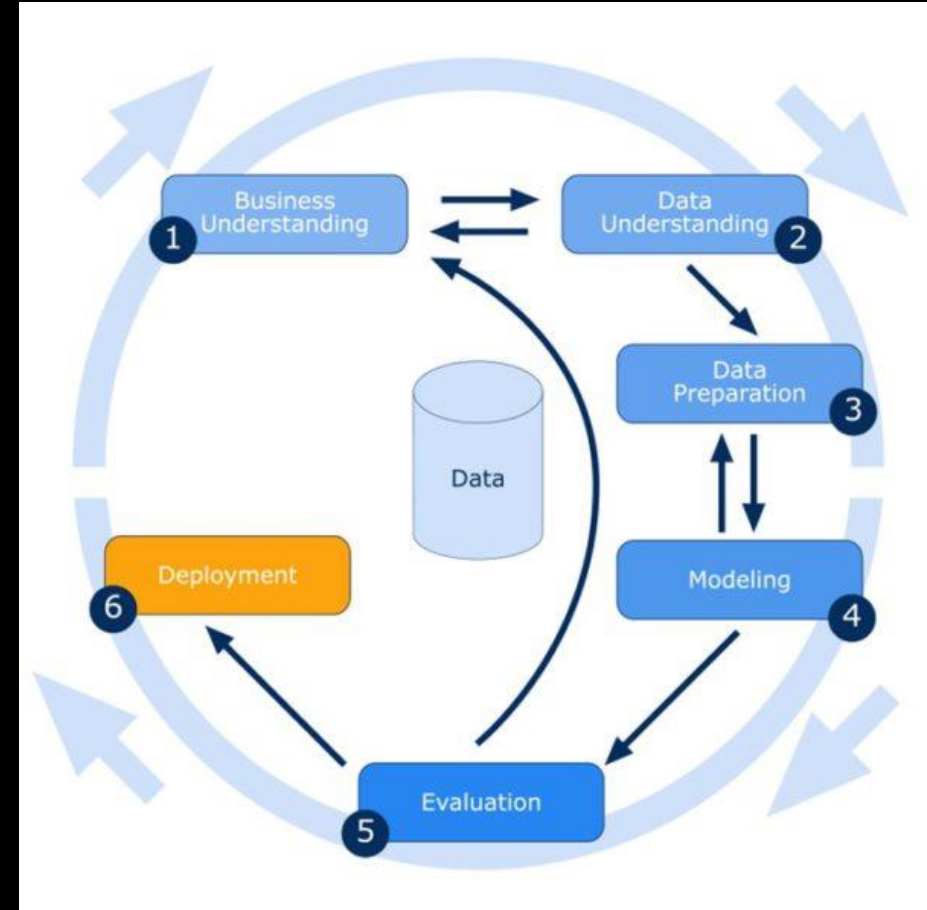 Business
Understanding
1
Data
Understanding
2
Data
Preparation
3
Data
Modeling
4
Deployment
6
Evaluation
5